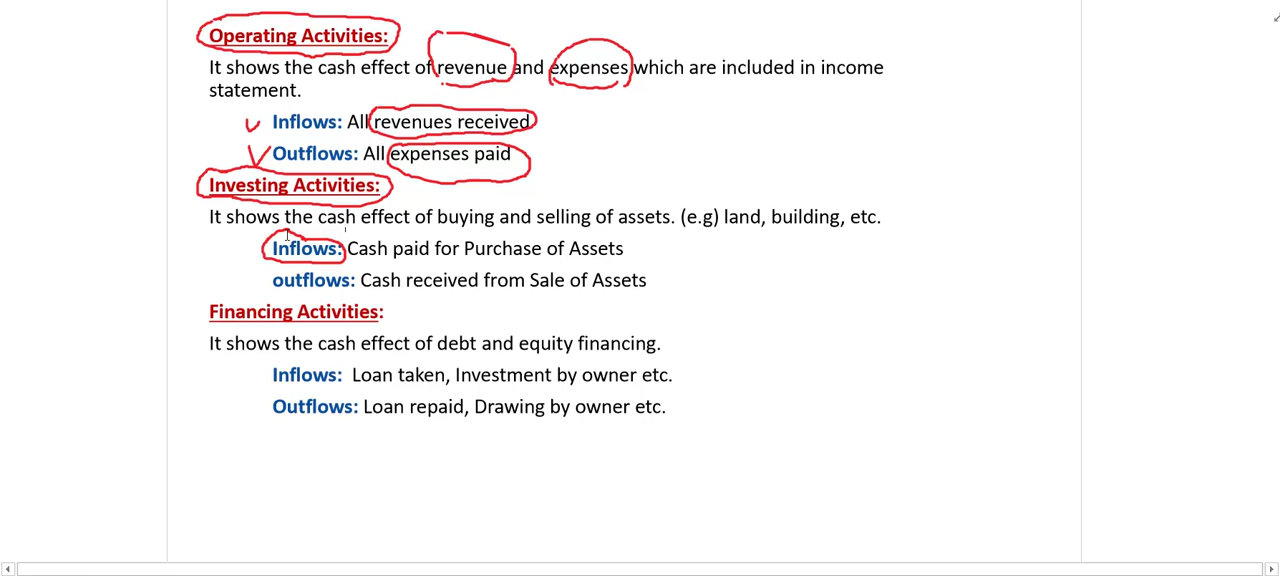 Operating Activities:
It shows the cash effect of revenue and expenses which are included in income
statement.
Inflows: All revenues received
Outflows: All expenses paid
Investing Activities:
It shows the cash effect of buying and selling of assets. (e.g) land, building, etc.
Inflows: Cash paid for Purchase of Assets
outflows: Cash received from Sale of Assets
Financing Activities:
It shows the cash effect of debt and equity financing.
Inflows: Loan taken, Investment by owner etc.
Outflows: Loan repaid, Drawing by owner etc.